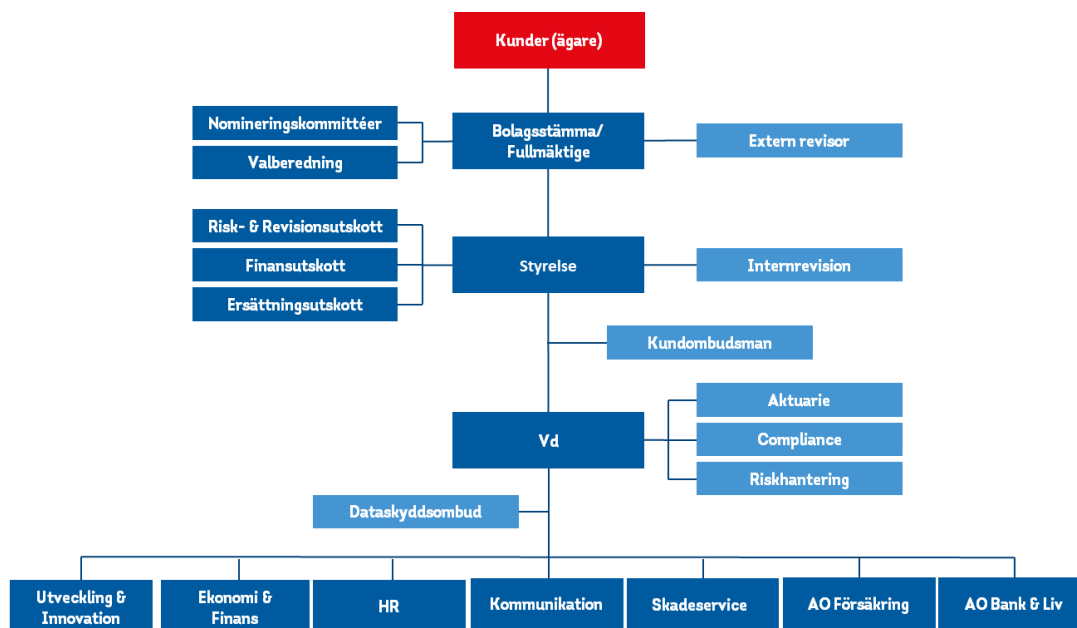 Kunder (ägare)
Nomineringskommittéer
Valberedning
Bolagsstämma/
Fullmäktige
Extern revisor
Risk- & Revisionsutskott
Finansutskott
Ersättningsutskott
Styrelse
Internrevision
Kundombudsman
Vd
Aktuarie
Compliance
Riskhantering
Dataskyddsombud
Utveckling &
Innovation
Ekonomi &
Finans
HR
Kommunikation
Skadeservice
AO Försäkring
AO Bank & Liv